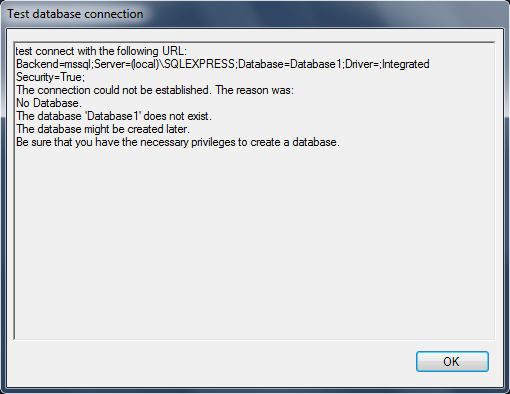 Test database connection
test connect with the following URL:
Backend=mssql;Server=(local)\SQLEXPRESS;Database=Database1;Driver=;Integrated
Security=True;
The connection could not be established. The reason was:
No Database.
The database 'Database1' does not exist.
The database might be created later.
Be sure that you have the necessary privileges to create a database.
OK